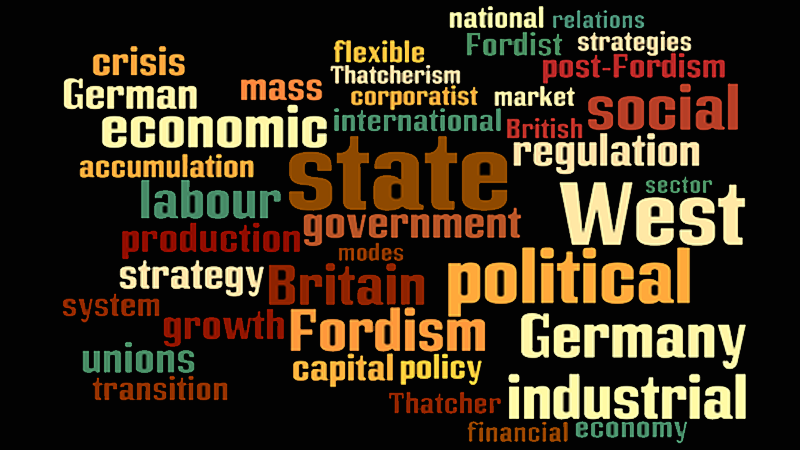 national relations
flexible Fordist strategies
crisis Thatcherism post-Fordism
German mass corporatist market social
economic international British
accumulation state regulation
labour government sector West
production modes
strategy Britain political
system growth Fordism Germany
unions capital policy
transition Thatcher industrial
financial economy